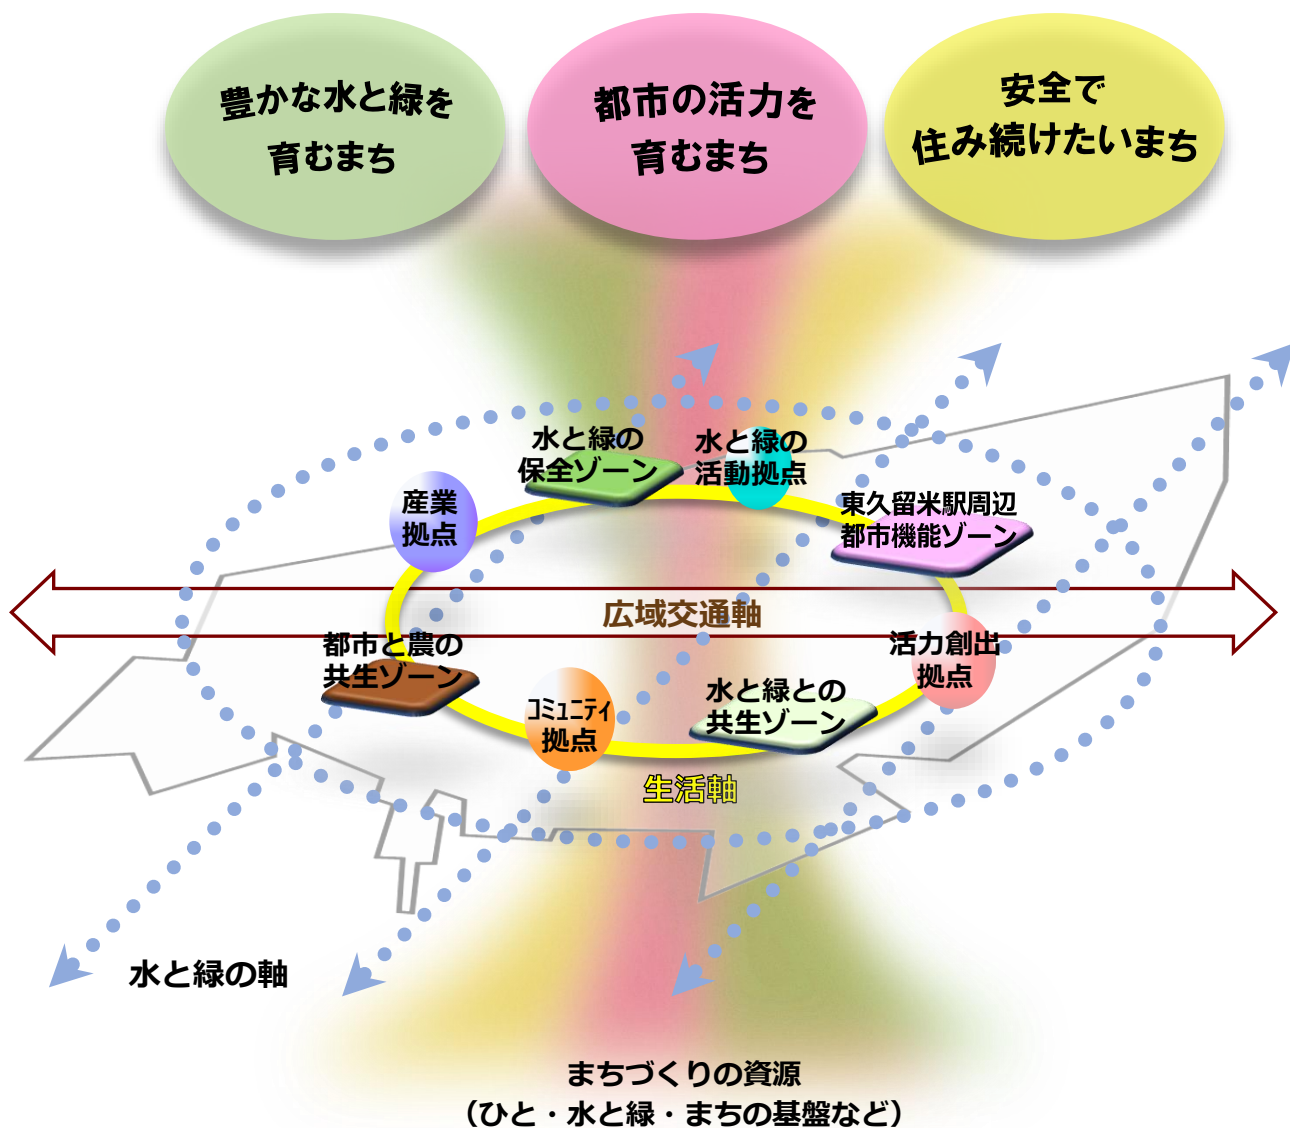 豊かな水と緑を
育むまち
都市の活力を
育むまち
安全で
住み続けたいまち
水と緑の
保全ゾーン
水と緑の
活動拠点
産業
拠点
東久留米駅周辺
都市機能ゾーン
広域交通軸
都市と農の
共生ゾーン
活力創出
拠点
コミュニティ
拠点
水と緑との
共生ゾーン
生活軸
水と緑の軸
まちづくりの資源
（ひと・水と緑・まちの基盤など）